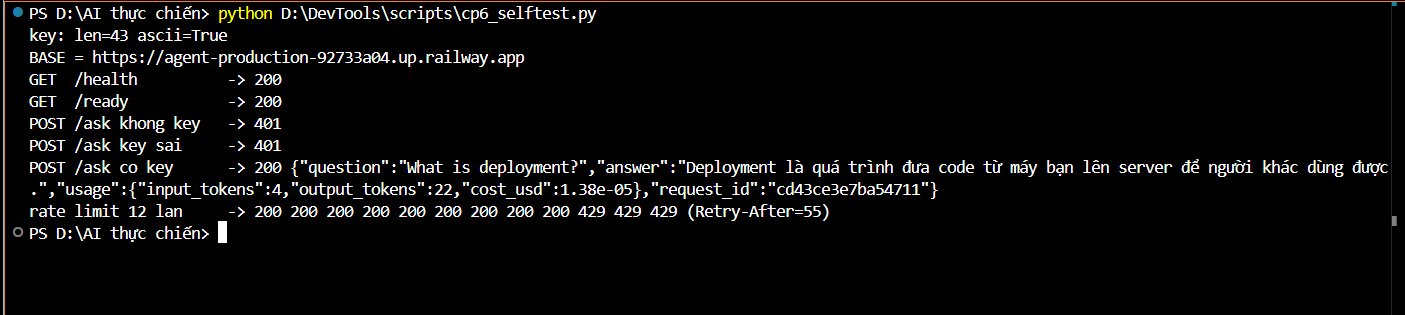 PS D:\AI thực chiến> python D:\DevTools\scripts\cp6_selftest.py
key: len=43 ascii=True
BASE = https://agent-production-92733a04.up.railway.app
GET  /health          -> 200
GET  /ready           -> 200
POST /ask khong key   -> 401
POST /ask key sai     -> 401
POST /ask co key      -> 200 {"question":"What is deployment?","answer":"Deployment là quá trình đưa code từ máy bạn lên server để người khác dùng được
.","usage":{"input_tokens":4,"output_tokens":22,"cost_usd":1.38e-05},"request_id":"cd43ce3e7ba54711"}
rate limit 12 lan     -> 200 200 200 200 200 200 200 200 200 429 429 429 (Retry-After=55)
PS D:\AI thực chiến>